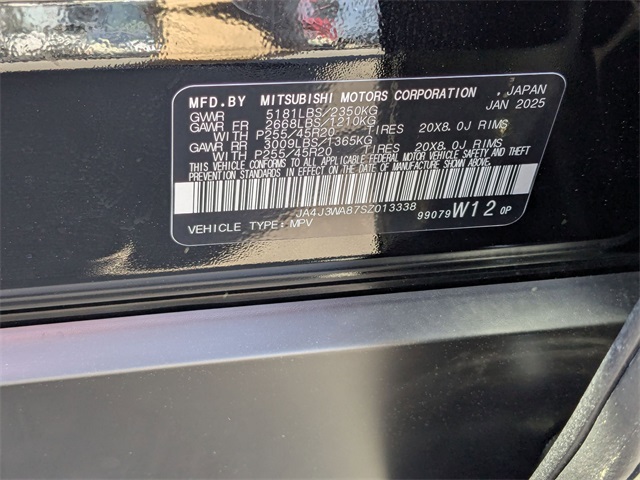 MFD.BY MITSUBISHI MOTORS CORPORATION . JAPAN
GVWR 5181LBS/2350KG JAN 2025
GAWR FR 2668LBS/1210KG
WITH P255/45R20 TIRES 20X8.0J RIMS
GAWR RR 3009LBS/1365KG
WITH P255/45R20 TIRES 20X8.0J RIMS
THIS VEHICLE CONFORMS TO ALL APPLICABLE FEDERAL MOTOR VEHICLE SAFETY AND THEFT
PREVENTION STANDARDS IN EFFECT ON THE DATE OF MANUFACTURE SHOWN ABOVE.
JA4J3WA87SZ013338
VEHICLE TYPE: MPV 99079 W12 0P